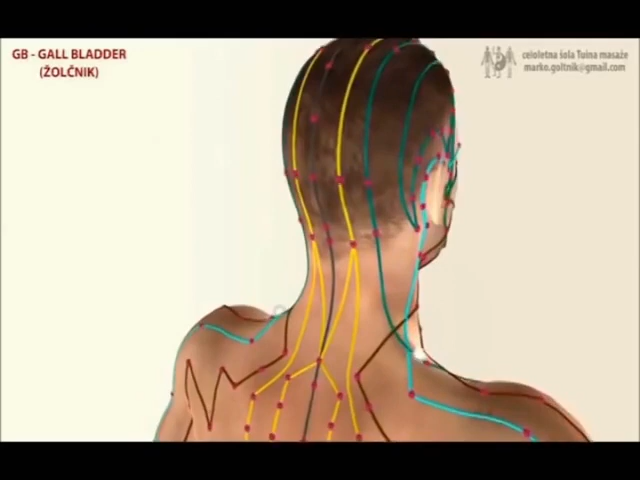 GB - GALL BLADDER
(ŽOLČNIK)
celoletna šola Tuina masaže
marko.goltnik@gmail.com